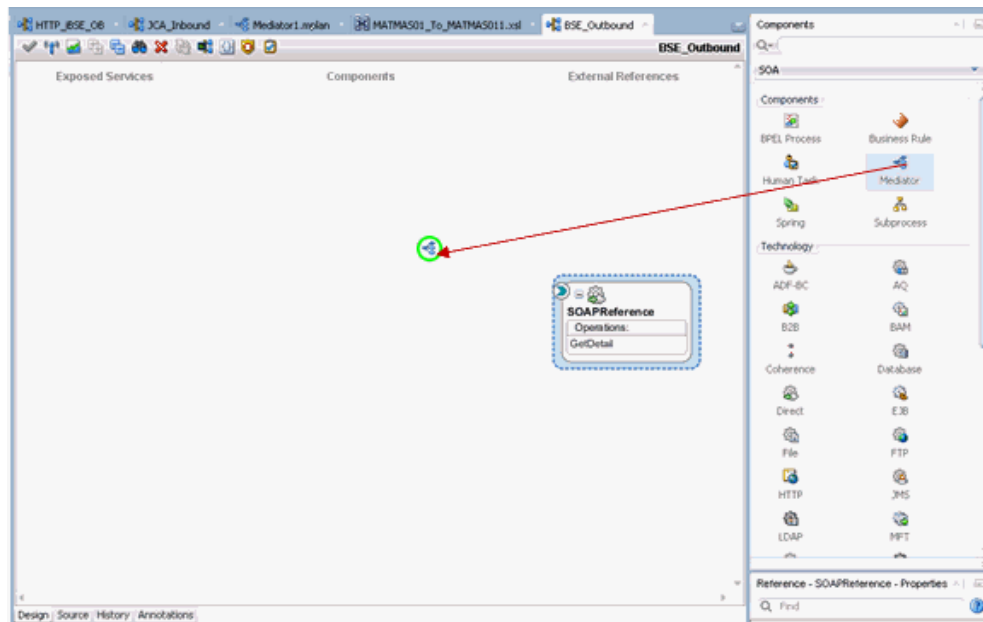 HTTP_iBSE_OB
JCA_Inbound
Mediator1.mplan
MATMAS01_To_MATMAS011.xsl
BSE_Outbound
BSE_Outbound
Exposed Services
Components
External References
SOAPReference
Operations:
GetDetail
Design
Source
History
Annotations
Components
SOA
Components
BPEL Process
Business Rule
Human Task
Mediator
Spring
Subprocess
Technology
ADF-BC
AQ
B2B
BAM
Coherence
Database
Direct
EJB
File
FTP
HTTP
JMS
LDAP
MFT
Reference - SOAPReference - Properties
Find